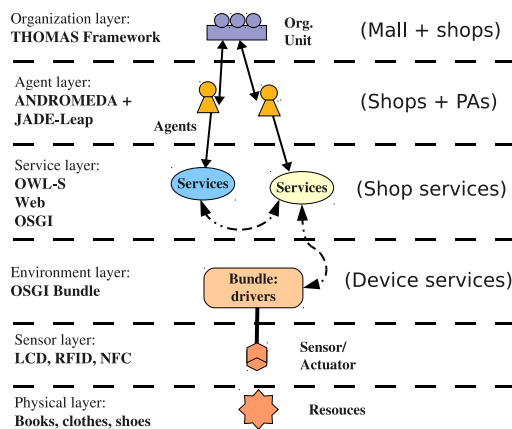 Organization layer:
THOMAS Framework
Org.
Unit
(Mall + shops)
Agent layer:
ANDROMEDA +
JADE-Leap
Agents
(Shops + PAs)
Service layer:
OWL-S
Web
OSGI
Services
Services
(Shop services)
Environment layer:
OSGI Bundle
Bundle:
drivers
(Device services)
Sensor layer:
LCD, RFID, NFC
Sensor/
Actuator
Physical layer:
Books, clothes, shoes
Resouces